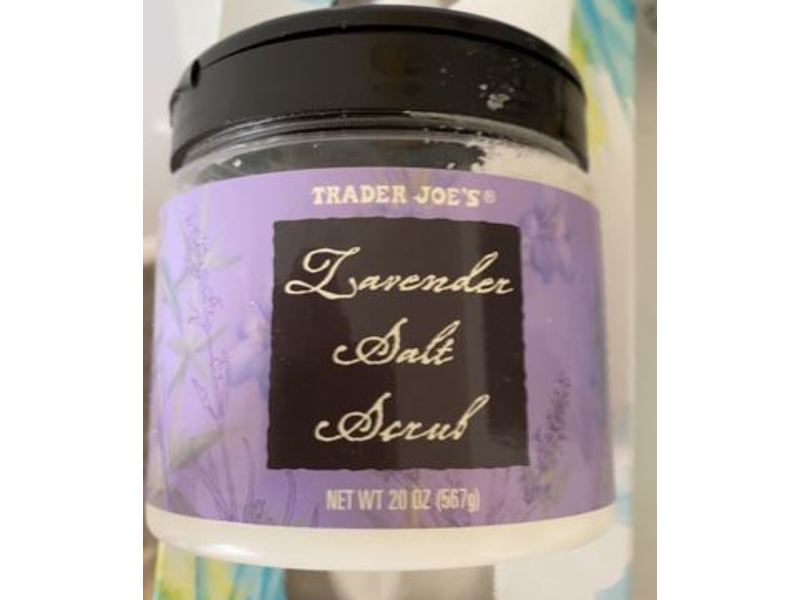 TRADER JOE'S®
Lavender
Salt
Scrub
NET WT 20 OZ (567g)